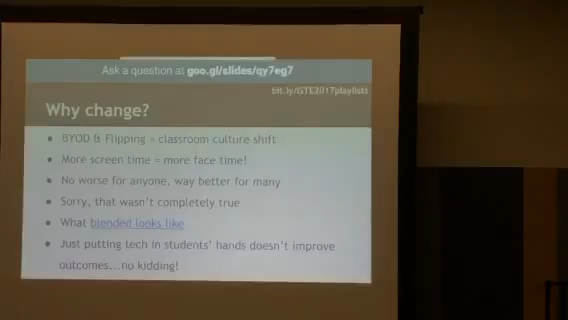 Ask a question at goo.gl/slides/qy7eg7
bit.ly/ISTE2017playlists
Why change?
• BYOD & Flipping = classroom culture shift
• More screen time = more face time!
• No worse for anyone, way better for many
• Sorry, that wasn't completely true
• What blended looks like
• Just putting tech in students' hands doesn't improve
outcomes...no kidding!